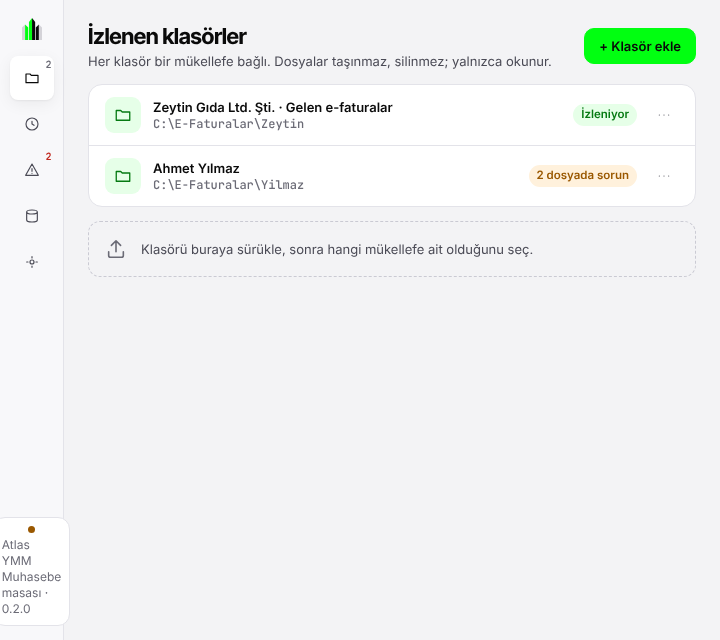 İzlenen klasörler
Her klasör bir mükellefe bağlı. Dosyalar taşınmaz, silinmez; yalnızca okunur.
+ Klasör ekle
2
2
Zeytin Gıda Ltd. Şti. · Gelen e-faturalar
C:\E-Faturalar\Zeytin
İzleniyor
Ahmet Yılmaz
C:\E-Faturalar\Yilmaz
2 dosyada sorun
Klasörü buraya sürükle, sonra hangi mükellefe ait olduğunu seç.
Atlas
YMM
Muhasebe
masası ·
0.2.0